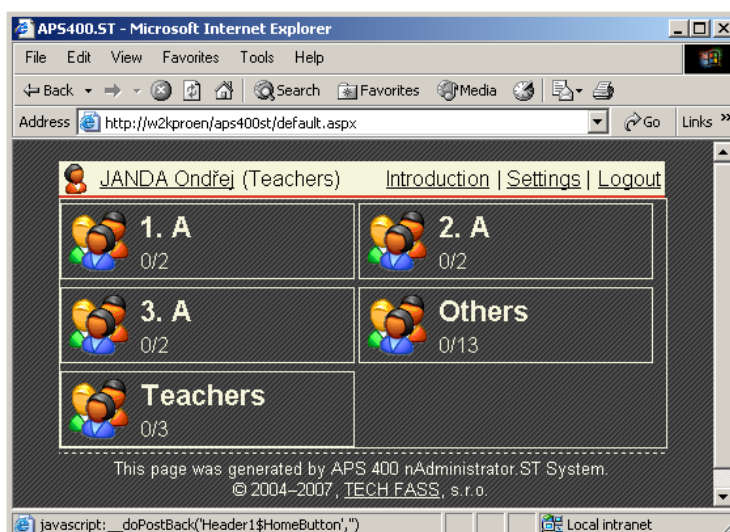 APS400.ST - Microsoft Internet Explorer
File Edit View Favorites Tools Help
Back Search Favorites Media
Address http://w2kproen/aps400st/default.aspx Go Links »
JANDA Ondřej (Teachers) Introduction | Settings | Logout
1. A 2. A
0/2 0/2
3. A Others
0/2 0/13
Teachers
0/3
This page was generated by APS 400 nAdministrator.ST System.
© 2004–2007, TECH FASS, s.r.o.
javascript:__doPostBack('Header1$HomeButton','') Local intranet